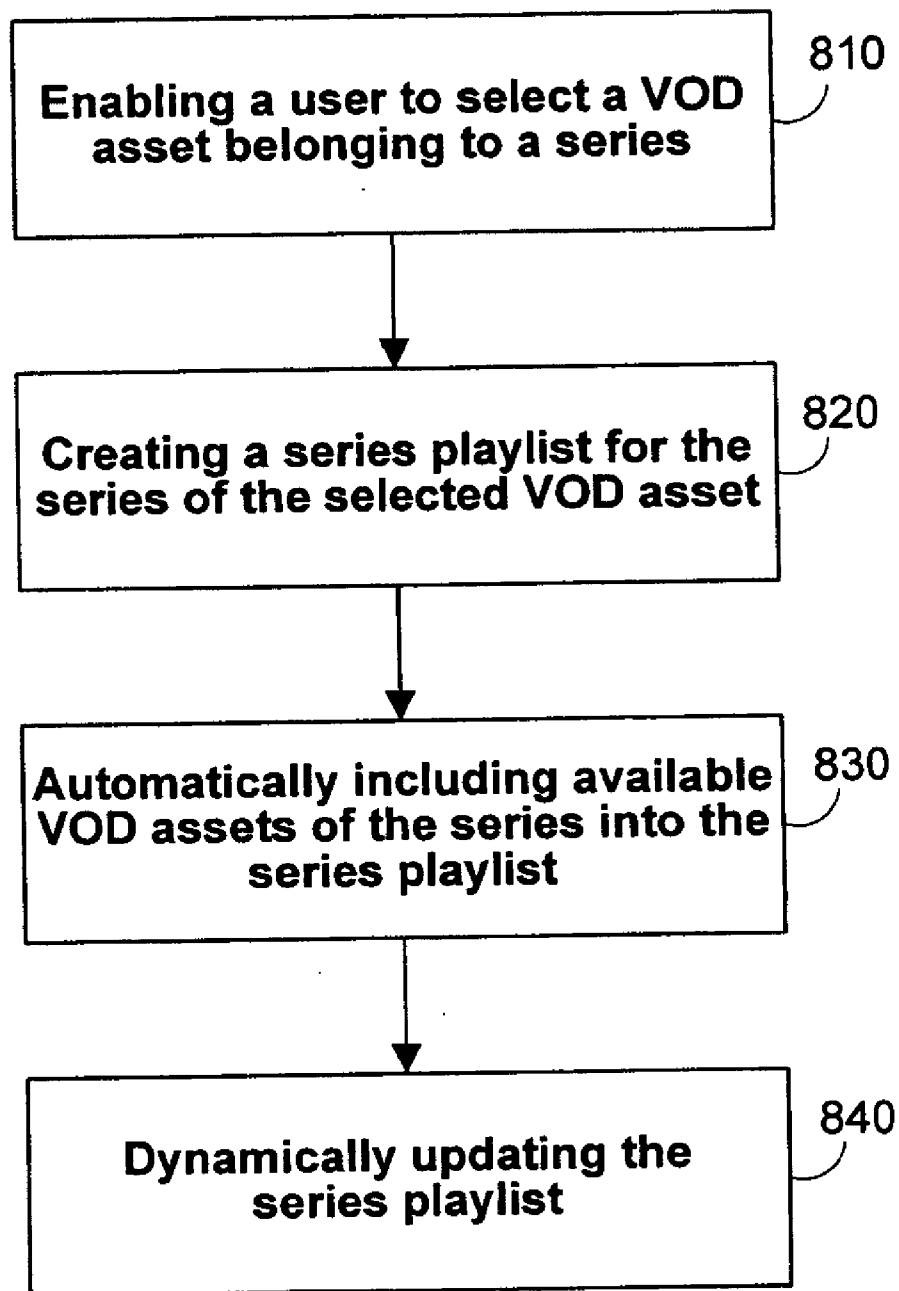 810
Enabling a user to select a VOD
asset belonging to a series
820
Creating a series playlist for the
series of the selected VOD asset
830
Automatically including available
VOD assets of the series into the
series playlist
840
Dynamically updating the
series playlist